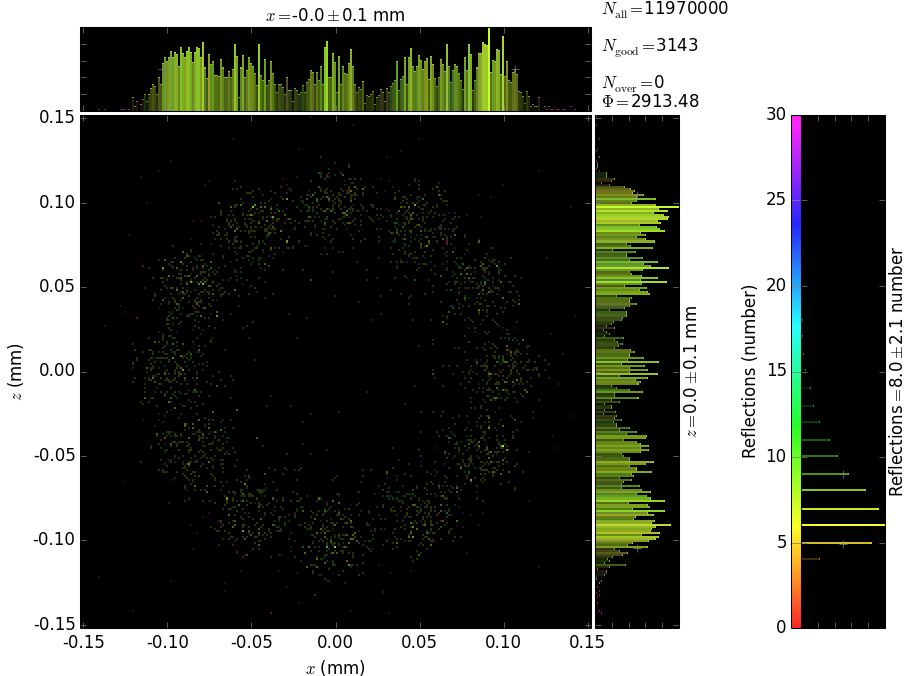 x=-0.0±0.1 mm
N_all=11970000
N_good=3143
N_over=0
Φ=2913.48
0.15
0.10
0.05
0.00
-0.05
-0.10
-0.15
z (mm)
-0.15
-0.10
-0.05
0.00
0.05
0.10
0.15
x (mm)
z=0.0±0.1 mm
30
25
20
15
10
5
0
Reflections (number)
Reflections=8.0±2.1 number